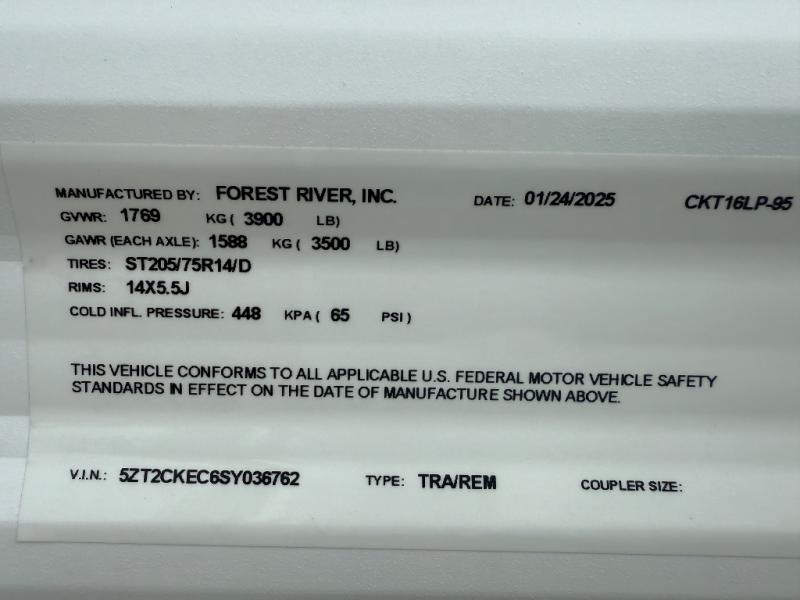 MANUFACTURED BY: FOREST RIVER, INC. DATE: 01/24/2025 CKT16LP-95
GVWR: 1769 KG ( 3900 LB)
GAWR (EACH AXLE): 1588 KG ( 3500 LB)
TIRES: ST205/75R14/D
RIMS: 14X5.5J
COLD INFL. PRESSURE: 448 KPA ( 65 PSI )
THIS VEHICLE CONFORMS TO ALL APPLICABLE U.S. FEDERAL MOTOR VEHICLE SAFETY
STANDARDS IN EFFECT ON THE DATE OF MANUFACTURE SHOWN ABOVE.
V.I.N.: 5ZT2CKEC6SY036762 TYPE: TRA/REM COUPLER SIZE: